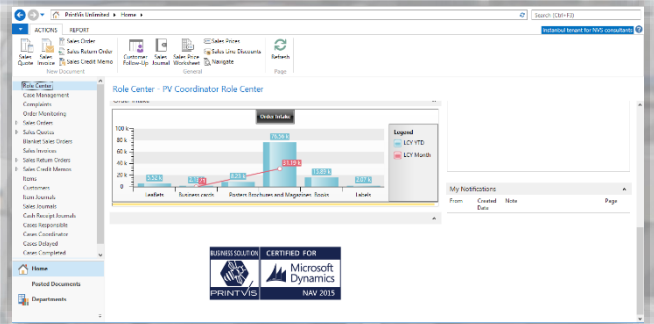 PrintVis Unlimited ▸ Home ▸
Search (Ctrl+F3)
ACTIONS REPORT
Instanbul tenant for NVS consultants
Sales Quote
Sales Invoice
Sales Order
Sales Return Order
Sales Credit Memo
Customer Follow-Up
Sales Journal
Sales Price Worksheet
Sales Prices
Sales Line Discounts
Navigate
Refresh
New Document
General
Page
Role Center
Case Management
Complaints
Order Monitoring
Sales Orders
Sales Quotes
Blanket Sales Orders
Sales Invoices
Sales Return Orders
Sales Credit Memos
Items
Customers
Item Journals
Sales Journals
Cash Receipt Journals
Cases Responsible
Cases Coordinator
Cases Delayed
Cases Completed
Home
Posted Documents
Departments
Role Center - PV Coordinator Role Center
Order Intake
Order Intake
100 k
80 k
60 k
40 k
20 k
0
31.18 k
Leaflets
Business cards
Posters
Brochures and Magazines
Books
Labels
Legend
LCY YTD
LCY Month
My Notifications
From
Created Date
Note
Page
BUSINESS SOLUTION
PRINTVIS
CERTIFIED FOR
Microsoft
Dynamics
NAV 2015